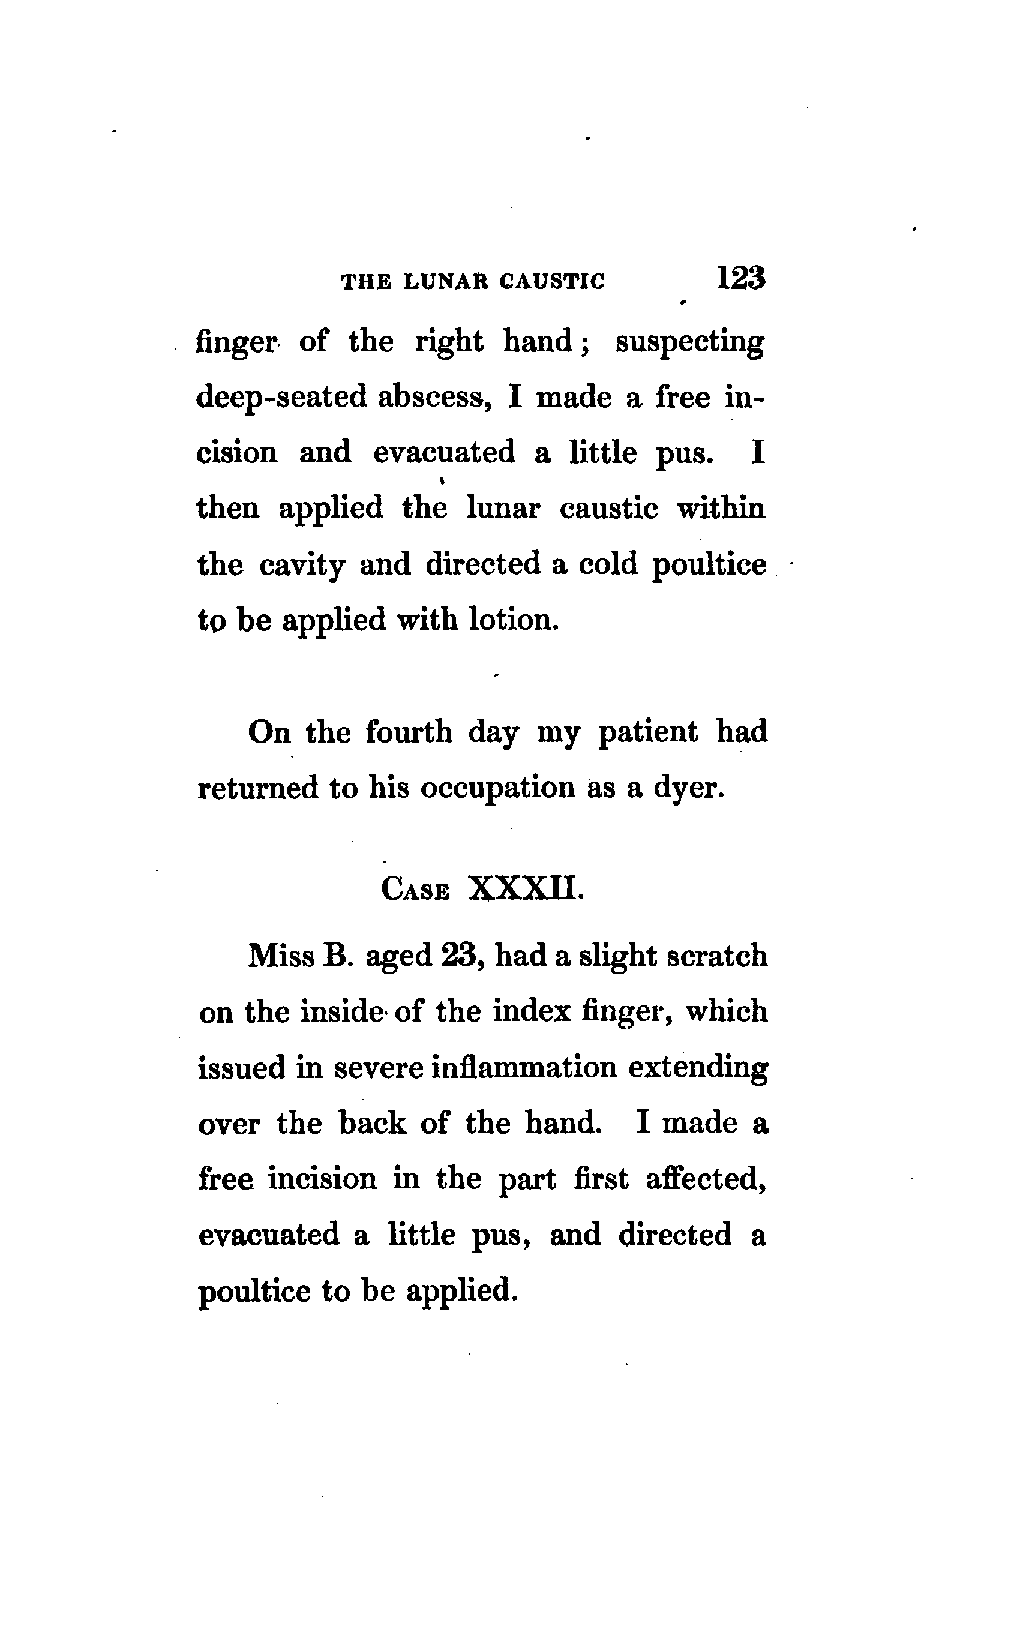 THE LUNAR CAUSTIC 123
finger of the right hand; suspecting
deep-seated abscess, I made a free in-
cision and evacuated a little pus. I
then applied the lunar caustic within
the cavity and directed a cold poultice
to be applied with lotion.
On the fourth day my patient had
returned to his occupation as a dyer.
CASE XXXII.
Miss B. aged 23, had a slight scratch
on the inside of the index finger, which
issued in severe inflammation extending
over the back of the hand. I made a
free incision in the part first affected,
evacuated a little pus, and directed a
poultice to be applied.